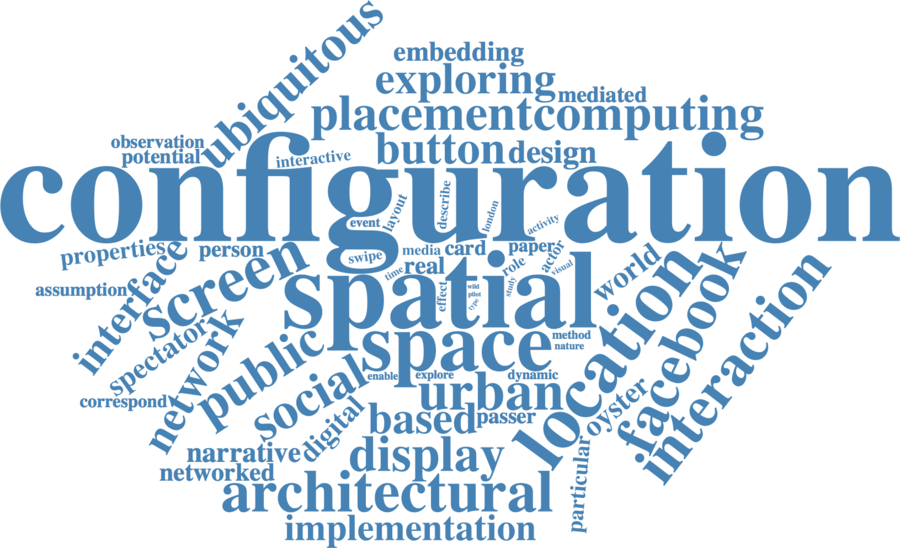 ubiquitous
embedding
exploring
mediated
placement
computing
observation
potential
interactive
button
design
configuration
event
layout
describe
london
activity
properties
person
swipe
media
card
paper
actor
real
time
role
visual
world
interface
screen
assumption
effect
wild
pilot
type
study
spatial
location
facebook
interaction
spectator
network
public
space
method
nature
correspond
social
enable
explore
dynamic
urban
oyster
based
passer
digital
narrative
networked
display
particular
architectural
implementation